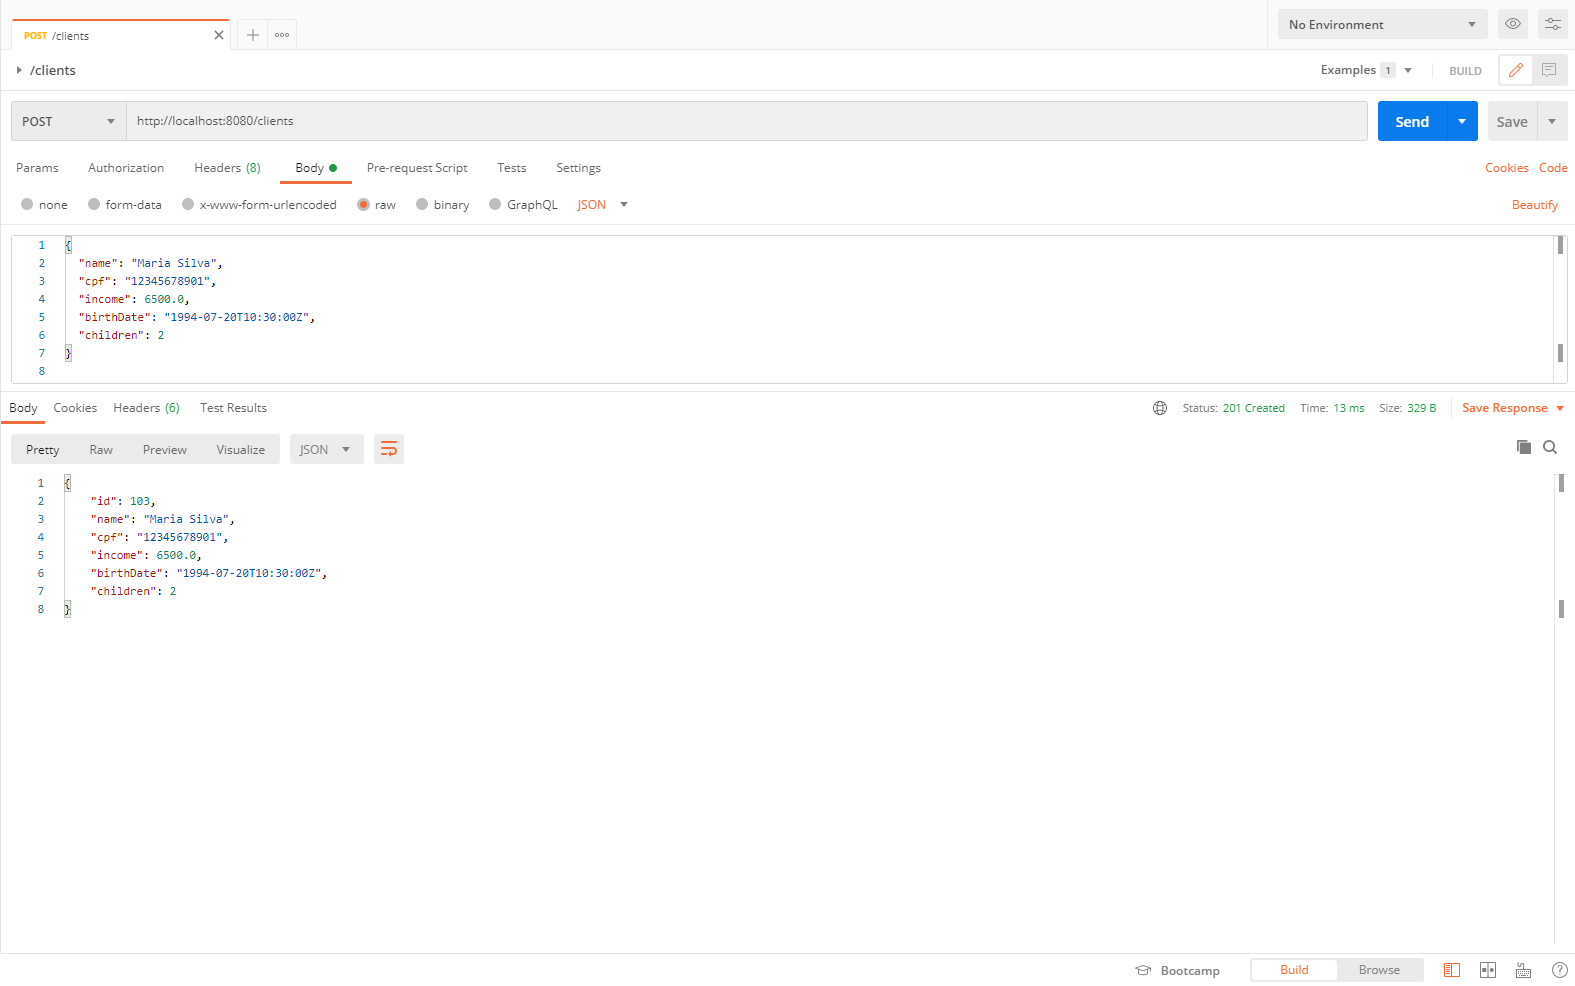 POST /clients
No Environment
/clients
Examples 1
BUILD
POST http://localhost:8080/clients
Send
Save
Params Authorization Headers (8) Body Pre-request Script Tests Settings
Cookies Code
none form-data x-www-form-urlencoded raw binary GraphQL JSON
Beautify
1 {
2 "name": "Maria Silva",
3 "cpf": "12345678901",
4 "income": 6500.0,
5 "birthDate": "1994-07-20T10:30:00Z",
6 "children": 2
7 }
8
Body Cookies Headers (6) Test Results
Status: 201 Created Time: 13 ms Size: 329 B Save Response
Pretty Raw Preview Visualize JSON
1 {
2 "id": 103,
3 "name": "Maria Silva",
4 "cpf": "12345678901",
5 "income": 6500.0,
6 "birthDate": "1994-07-20T10:30:00Z",
7 "children": 2
8 }
Bootcamp Build Browse